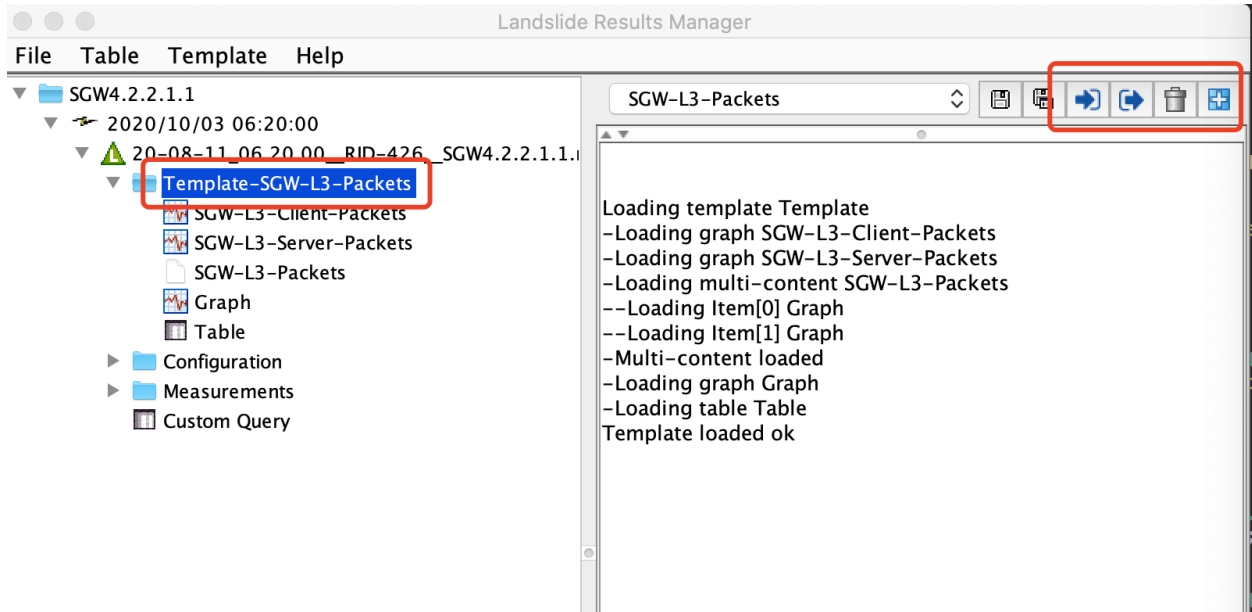 Landslide Results Manager
File Table Template Help
SGW4.2.2.1.1
2020/10/03 06:20:00
20-08-11_06.20.00__RID-426__SGW4.2.2.1.1.
Template-SGW-L3-Packets
SGW-L3-Client-Packets
SGW-L3-Server-Packets
SGW-L3-Packets
Graph
Table
Configuration
Measurements
Custom Query
SGW-L3-Packets
Loading template Template
-Loading graph SGW-L3-Client-Packets
-Loading graph SGW-L3-Server-Packets
-Loading multi-content SGW-L3-Packets
--Loading Item[0] Graph
--Loading Item[1] Graph
-Multi-content loaded
-Loading graph Graph
-Loading table Table
Template loaded ok